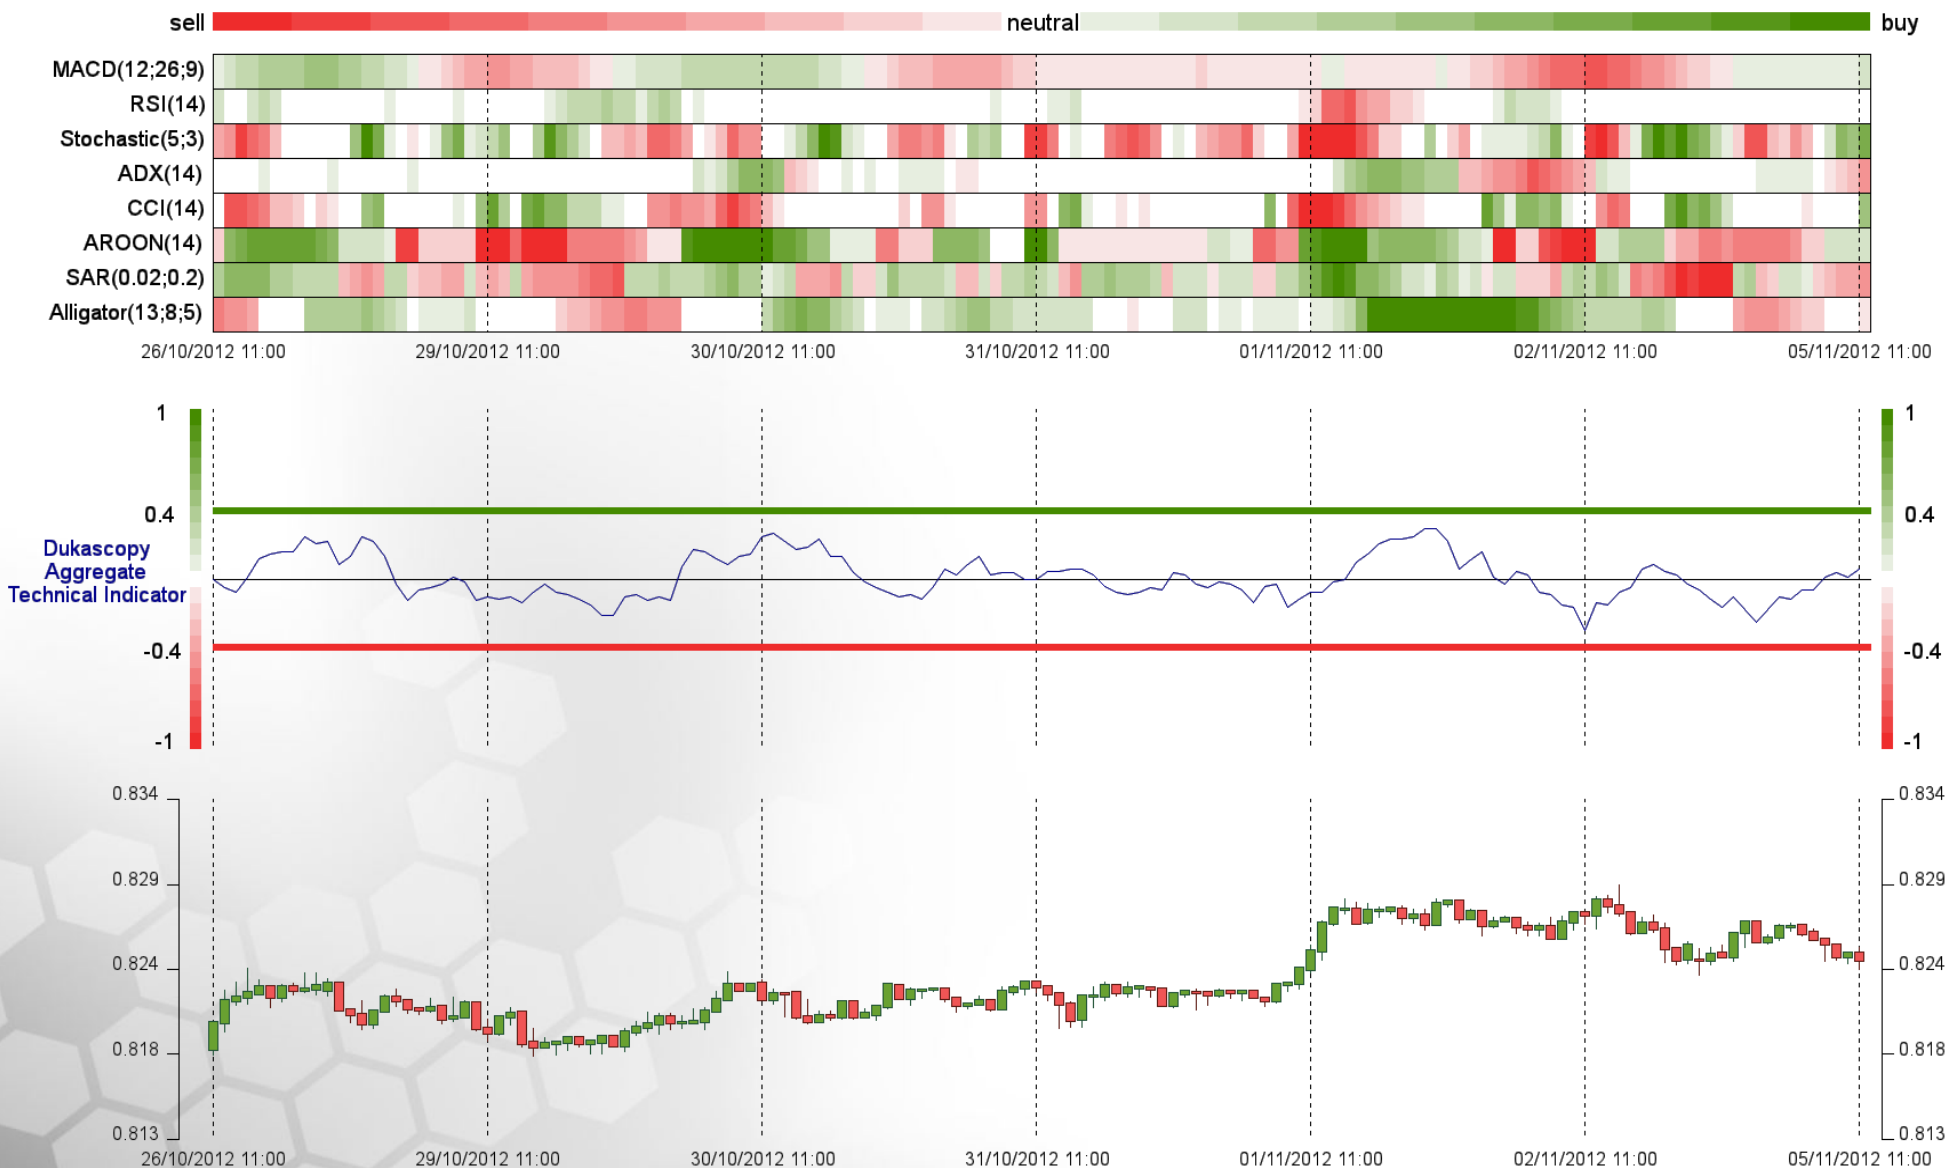 sell neutral buy
MACD(12;26;9)
RSI(14)
Stochastic(5;3)
ADX(14)
CCI(14)
AROON(14)
SAR(0.02;0.2)
Alligator(13;8;5)
26/10/2012 11:00 29/10/2012 11:00 30/10/2012 11:00 31/10/2012 11:00 01/11/2012 11:00 02/11/2012 11:00 05/11/2012 11:00
1 1
0.4 0.4
Dukascopy
Aggregate
Technical Indicator
-0.4 -0.4
-1 -1
0.834 0.834
0.829 0.829
0.824 0.824
0.818 0.818
0.813 0.813
26/10/2012 11:00 29/10/2012 11:00 30/10/2012 11:00 31/10/2012 11:00 01/11/2012 11:00 02/11/2012 11:00 05/11/2012 11:00